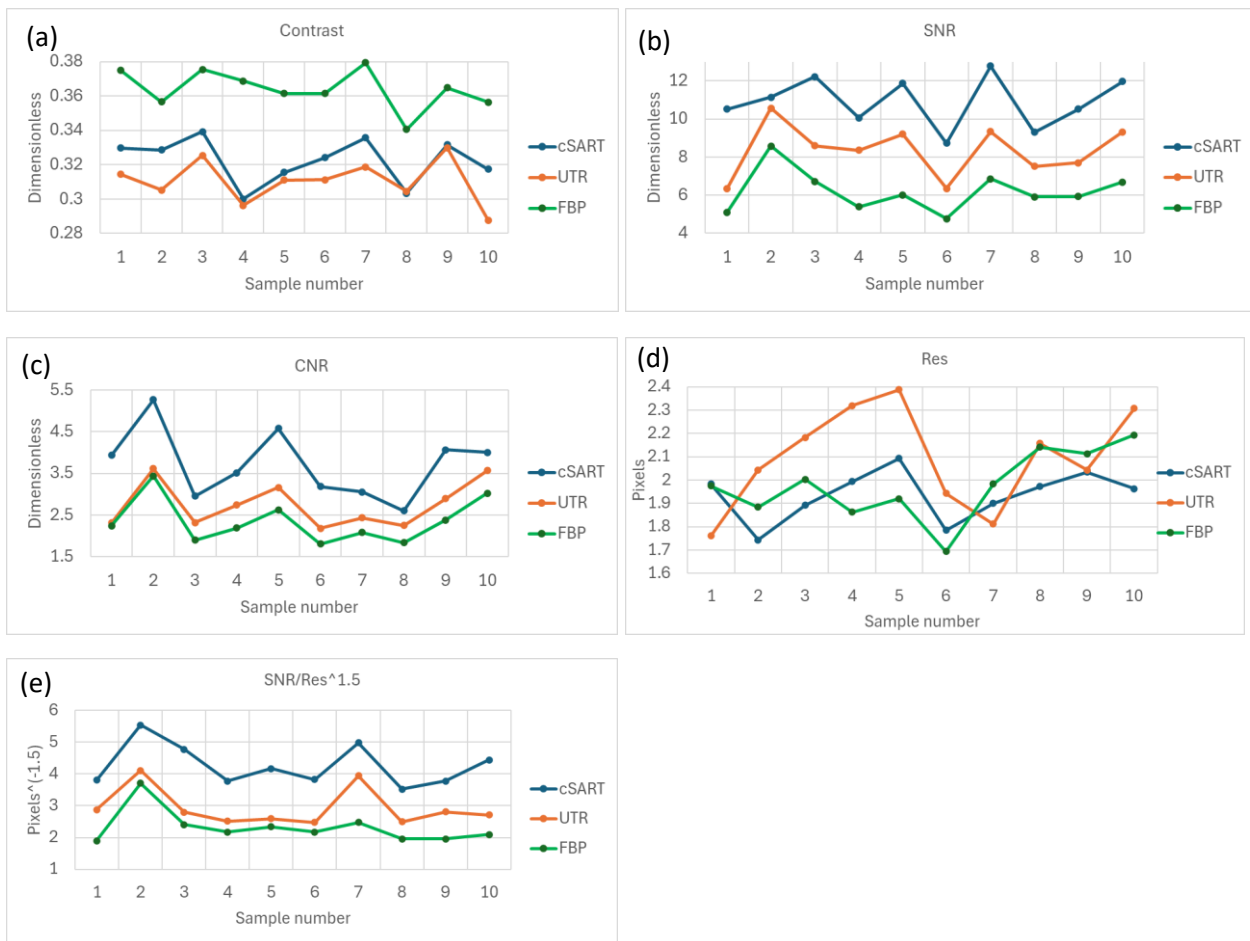 (a)
Contrast
Dimensionless
0.38
0.36
0.34
0.32
0.3
0.28
1 2 3 4 5 6 7 8 9 10
Sample number
cSART
UTR
FBP
(b)
SNR
Dimensionless
12
10
8
6
4
1 2 3 4 5 6 7 8 9 10
Sample number
cSART
UTR
FBP
(c)
CNR
Dimensionless
5.5
4.5
3.5
2.5
1.5
1 2 3 4 5 6 7 8 9 10
Sample number
cSART
UTR
FBP
(d)
Res
Pixels
2.4
2.3
2.2
2.1
2
1.9
1.8
1.7
1.6
1 2 3 4 5 6 7 8 9 10
Sample number
cSART
UTR
FBP
(e)
SNR/Res^1.5
Pixels^(-1.5)
6
5
4
3
2
1
1 2 3 4 5 6 7 8 9 10
Sample number
cSART
UTR
FBP